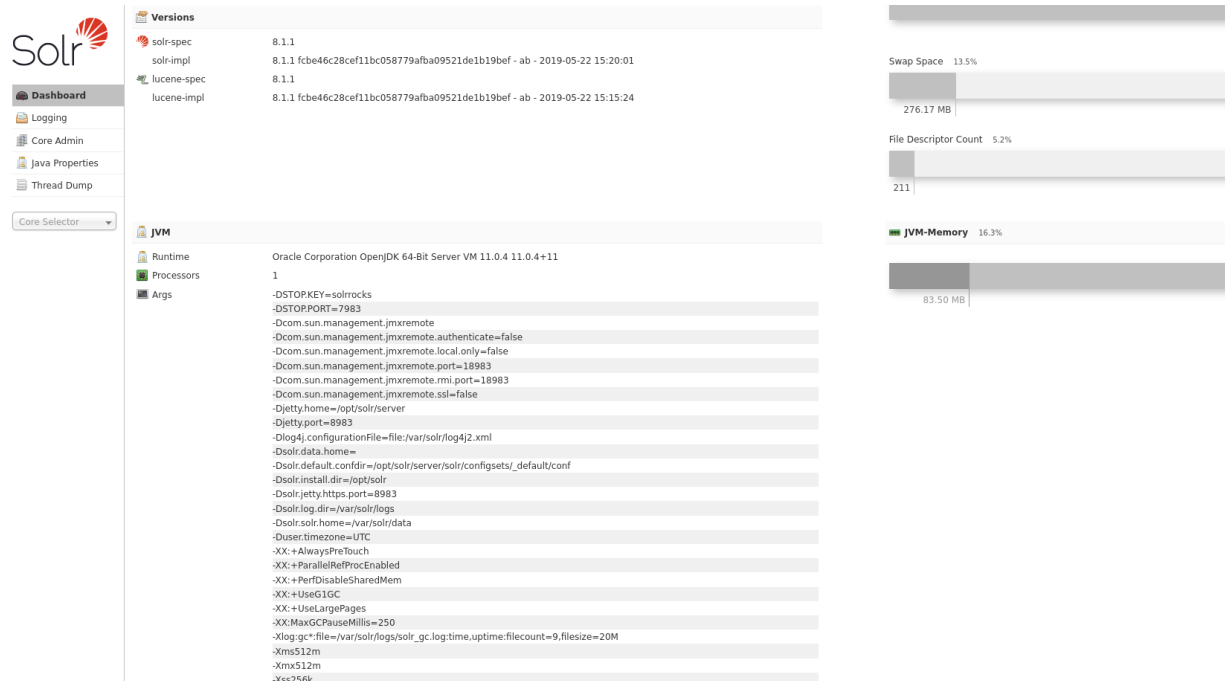 Solr
Dashboard
Logging
Core Admin
Java Properties
Thread Dump
Core Selector
Versions
solr-spec 8.1.1
solr-impl 8.1.1 fcbe46c28cef11bc058779afba09521de1b19bef - ab - 2019-05-22 15:20:01
lucene-spec 8.1.1
lucene-impl 8.1.1 fcbe46c28cef11bc058779afba09521de1b19bef - ab - 2019-05-22 15:15:24
JVM
Runtime Oracle Corporation OpenJDK 64-Bit Server VM 11.0.4 11.0.4+11
Processors 1
Args -DSTOP.KEY=solrrocks
-DSTOP.PORT=7983
-Dcom.sun.management.jmxremote
-Dcom.sun.management.jmxremote.authenticate=false
-Dcom.sun.management.jmxremote.local.only=false
-Dcom.sun.management.jmxremote.port=18983
-Dcom.sun.management.jmxremote.rmi.port=18983
-Dcom.sun.management.jmxremote.ssl=false
-Djetty.home=/opt/solr/server
-Djetty.port=8983
-Dlog4j.configurationFile=file:/var/solr/log4j2.xml
-Dsolr.data.home=
-Dsolr.default.confdir=/opt/solr/server/solr/configsets/_default/conf
-Dsolr.install.dir=/opt/solr
-Dsolr.jetty.https.port=8983
-Dsolr.log.dir=/var/solr/logs
-Dsolr.solr.home=/var/solr/data
-Duser.timezone=UTC
-XX:+AlwaysPreTouch
-XX:+ParallelRefProcEnabled
-XX:+PerfDisableSharedMem
-XX:+UseG1GC
-XX:+UseLargePages
-XX:MaxGCPauseMillis=250
-Xlog:gc*:file=/var/solr/logs/solr_gc.log:time,uptime:filecount=9,filesize=20M
-Xms512m
-Xmx512m
-Xss256k
Swap Space 13.5%
276.17 MB
File Descriptor Count 5.2%
211
JVM-Memory 16.3%
83.50 MB